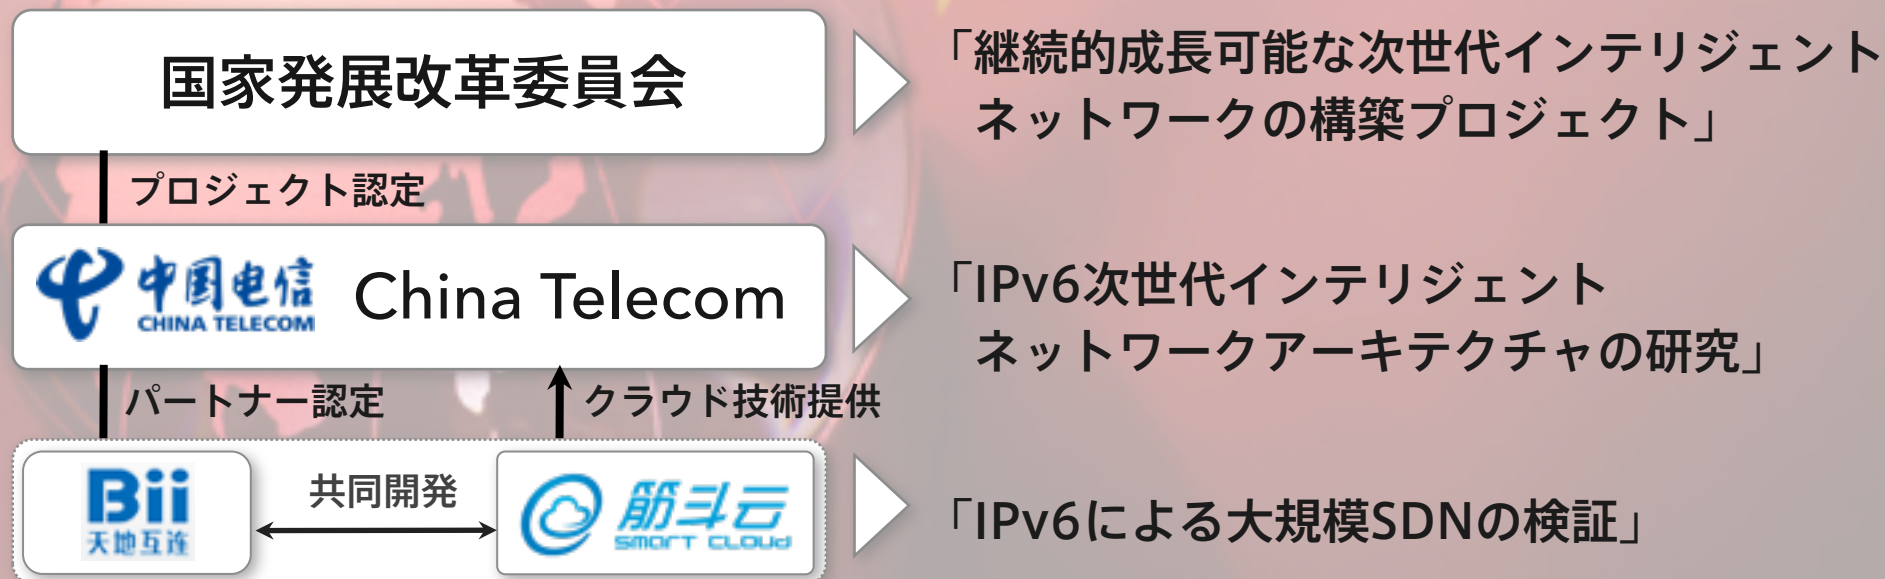 国家発展改革委員会
「継続的成長可能な次世代インテリジェント
ネットワークの構築プロジェクト」
プロジェクト認定
中国电信
CHINA TELECOM
China Telecom
「IPv6次世代インテリジェント
ネットワークアーキテクチャの研究」
パートナー認定
クラウド技術提供
Bii
天地互连
共同開発
筋斗云
SMART CLOUD
「IPv6による大規模SDNの検証」